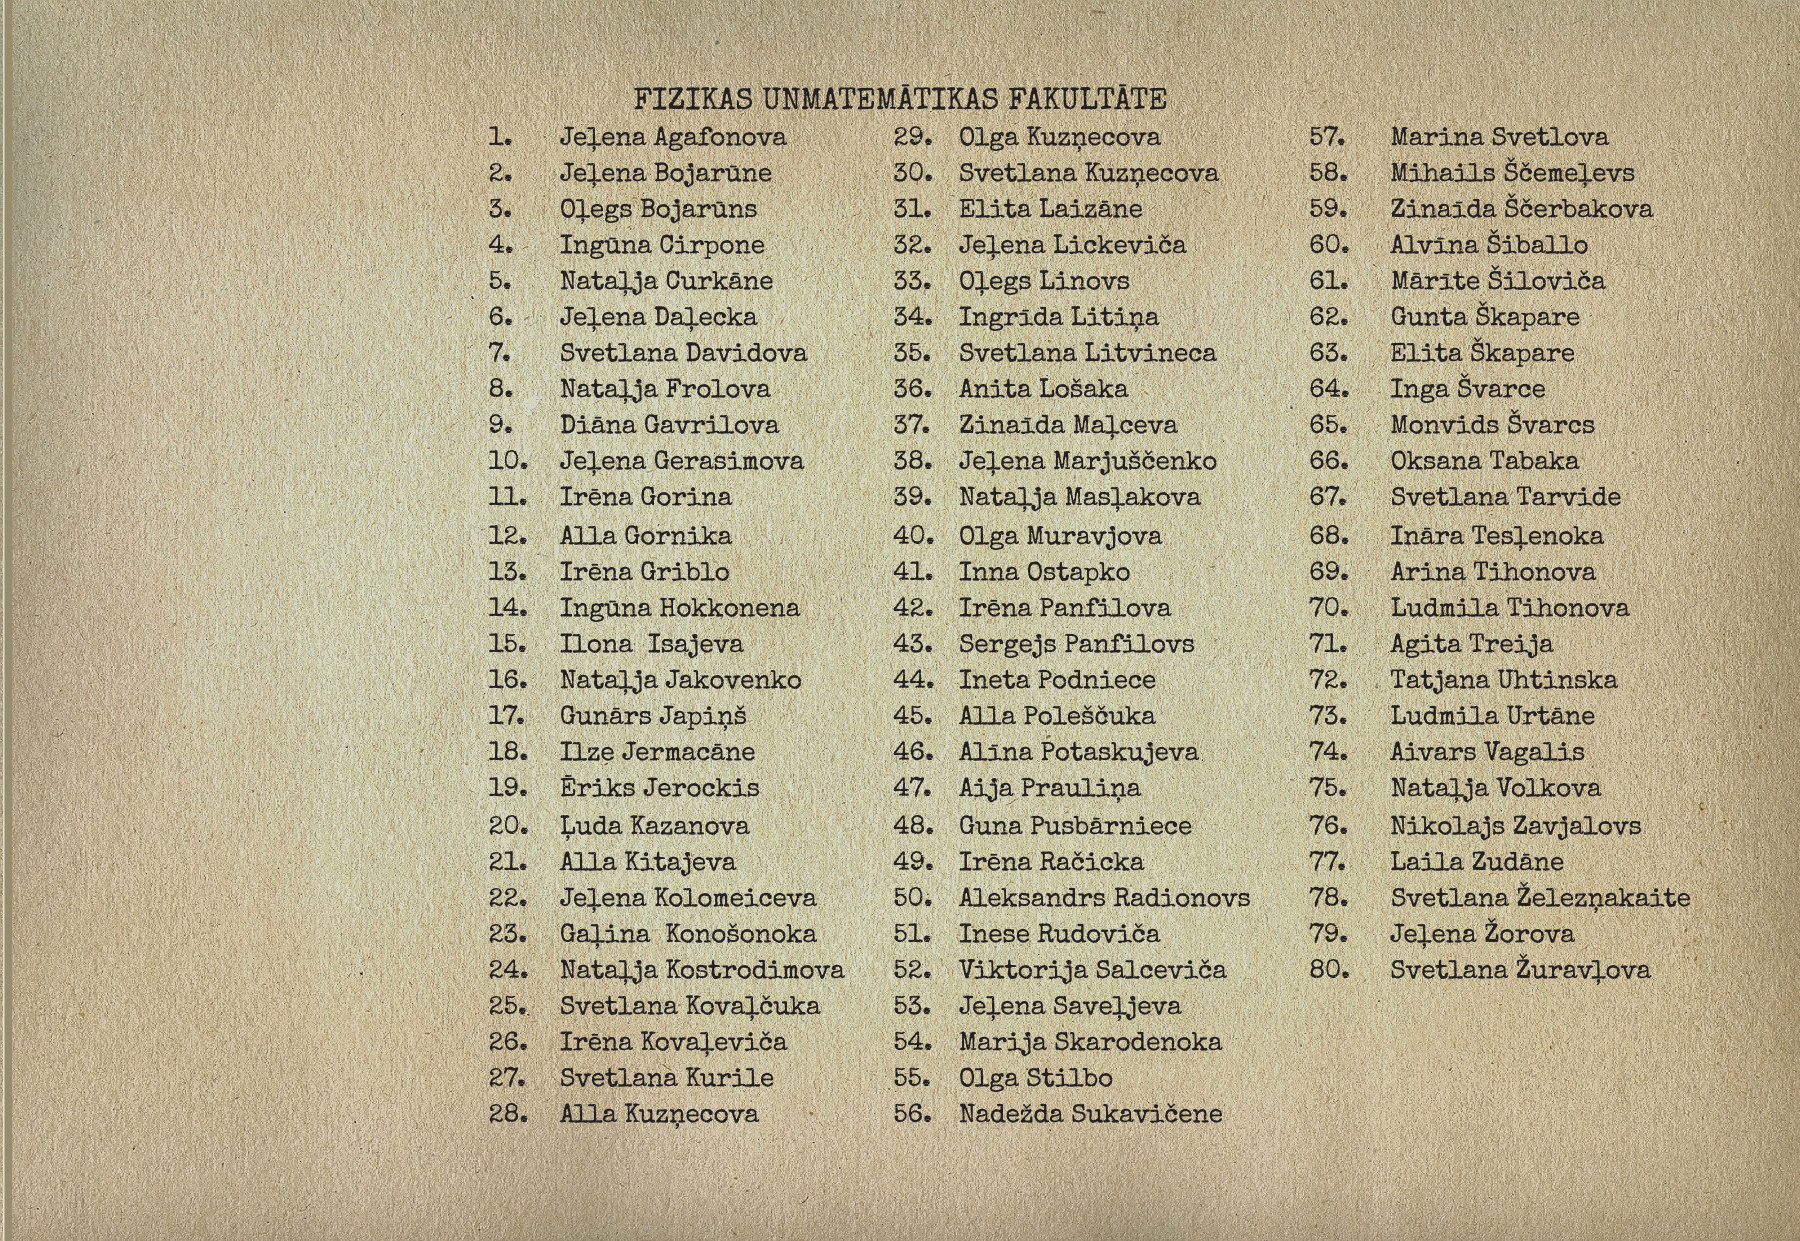 FIZIKAS UNMATEMĀTIKAS FAKULTĀTE
1. Jeļena Agafonova
2. Jeļena Bojarūne
3. Oļegs Bojarūns
4. Ingūna Cirpone
5. Nataļja Curkāne
6. Jeļena Daļecka
7. Svetlana Davidova
8. Nataļja Frolova
9. Diāna Gavrilova
10. Jeļena Gerasimova
11. Irēna Gorina
12. Alla Gornika
13. Irēna Griblo
14. Ingūna Hokkonena
15. Ilona Isajeva
16. Nataļja Jakovenko
17. Gunārs Japiņš
18. Ilze Jermacāne
19. Ēriks Jerockis
20. Ļuda Kazanova
21. Alla Kitajeva
22. Jeļena Kolomeiceva
23. Gaļina Konošonoka
24. Nataļja Kostrodimova
25. Svetlana Kovaļčuka
26. Irēna Kovaļeviča
27. Svetlana Kurile
28. Alla Kuzņecova
29. Olga Kuzņecova
30. Svetlana Kuzņecova
31. Elita Laizāne
32. Jeļena Lickeviča
33. Oļegs Linovs
34. Ingrīda Litiņa
35. Svetlana Litvineca
36. Anita Lošaka
37. Zinaīda Maļceva
38. Jeļena Marjuščenko
39. Nataļja Masļakova
40. Olga Muravjova
41. Inna Ostapko
42. Irēna Panfilova
43. Sergejs Panfilovs
44. Ineta Podniece
45. Alla Poleščuka
46. Alīna Potaskujeva
47. Aija Prauliņa
48. Guna Pusbārniece
49. Irēna Račicka
50. Aleksandrs Radionovs
51. Inese Rudoviča
52. Viktorija Salceviča
53. Jeļena Saveļjeva
54. Marija Skarodenoka
55. Olga Stilbo
56. Nadežda Sukavičene
57. Marina Svetlova
58. Mihails Ščemeļevs
59. Zinaīda Ščerbakova
60. Alvīna Šiballo
61. Mārīte Šiloviča
62. Gunta Škapare
63. Elita Škapare
64. Inga Švarce
65. Monvids Švarcs
66. Oksana Tabaka
67. Svetlana Tarvide
68. Ināra Tesļenoka
69. Arina Tihonova
70. Ludmila Tihonova
71. Agita Treija
72. Tatjana Uhtinska
73. Ludmila Urtāne
74. Aivars Vagalis
75. Nataļja Volkova
76. Nikolajs Zavjalovs
77. Laila Zudāne
78. Svetlana Železņakaite
79. Jeļena Žorova
80. Svetlana Žuravļova